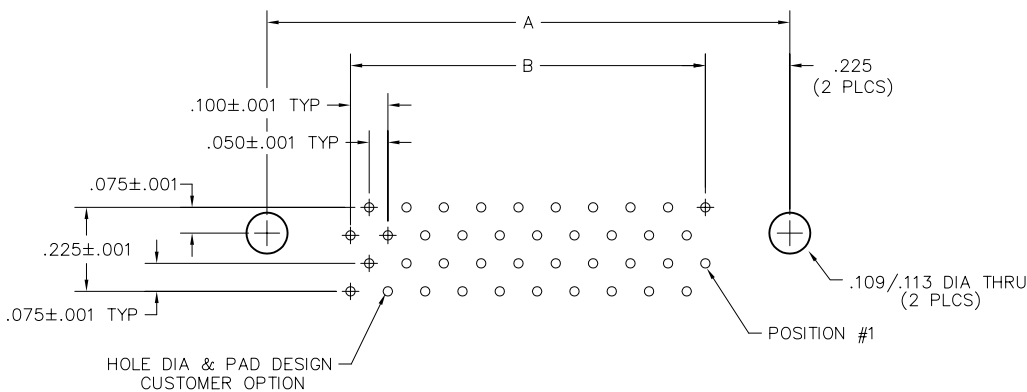 A
B
.225
(2 PLCS)
.100±.001 TYP
.050±.001 TYP
.075±.001
.225±.001
.075±.001 TYP
.109/.113 DIA THRU
(2 PLCS)
POSITION #1
HOLE DIA & PAD DESIGN
CUSTOMER OPTION